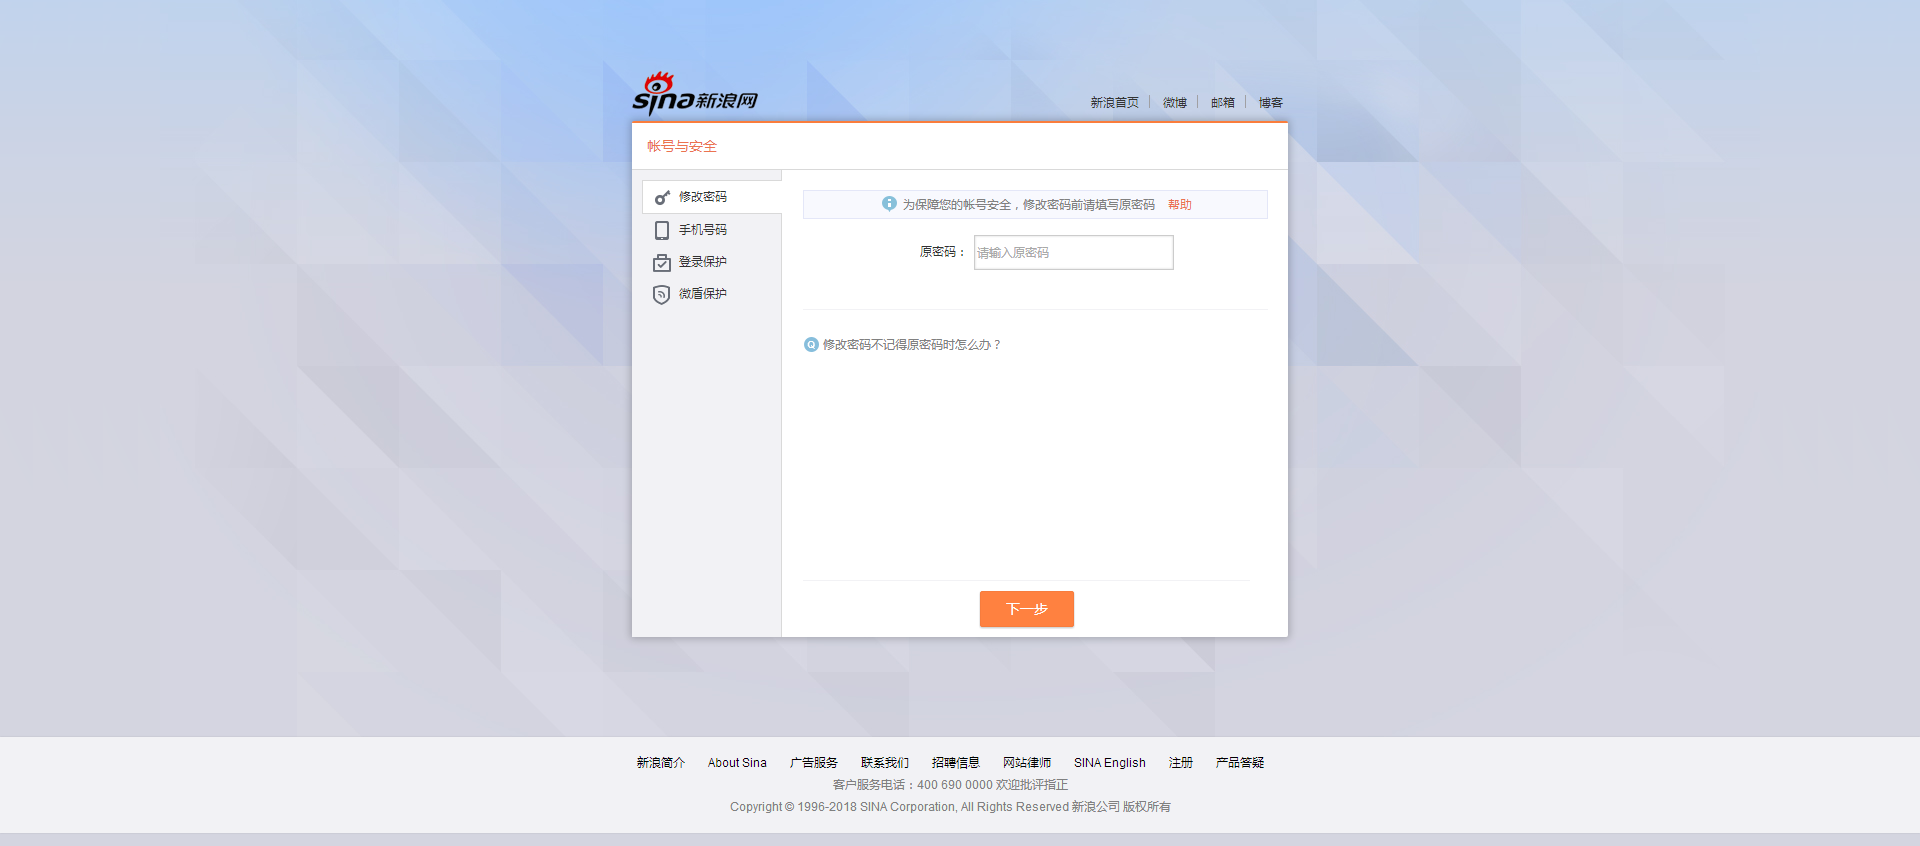 sina新浪网
新浪首页 微博 邮箱 博客
帐号与安全
修改密码
手机号码
登录保护
微盾保护
为保障您的帐号安全，修改密码前请填写原密码 帮助
原密码： 请输入原密码
修改密码不记得原密码时怎么办？
下一步
新浪简介 About Sina 广告服务 联系我们 招聘信息 网站律师 SINA English 注册 产品答疑
客户服务电话：400 690 0000 欢迎批评指正
Copyright © 1996-2018 SINA Corporation, All Rights Reserved 新浪公司 版权所有